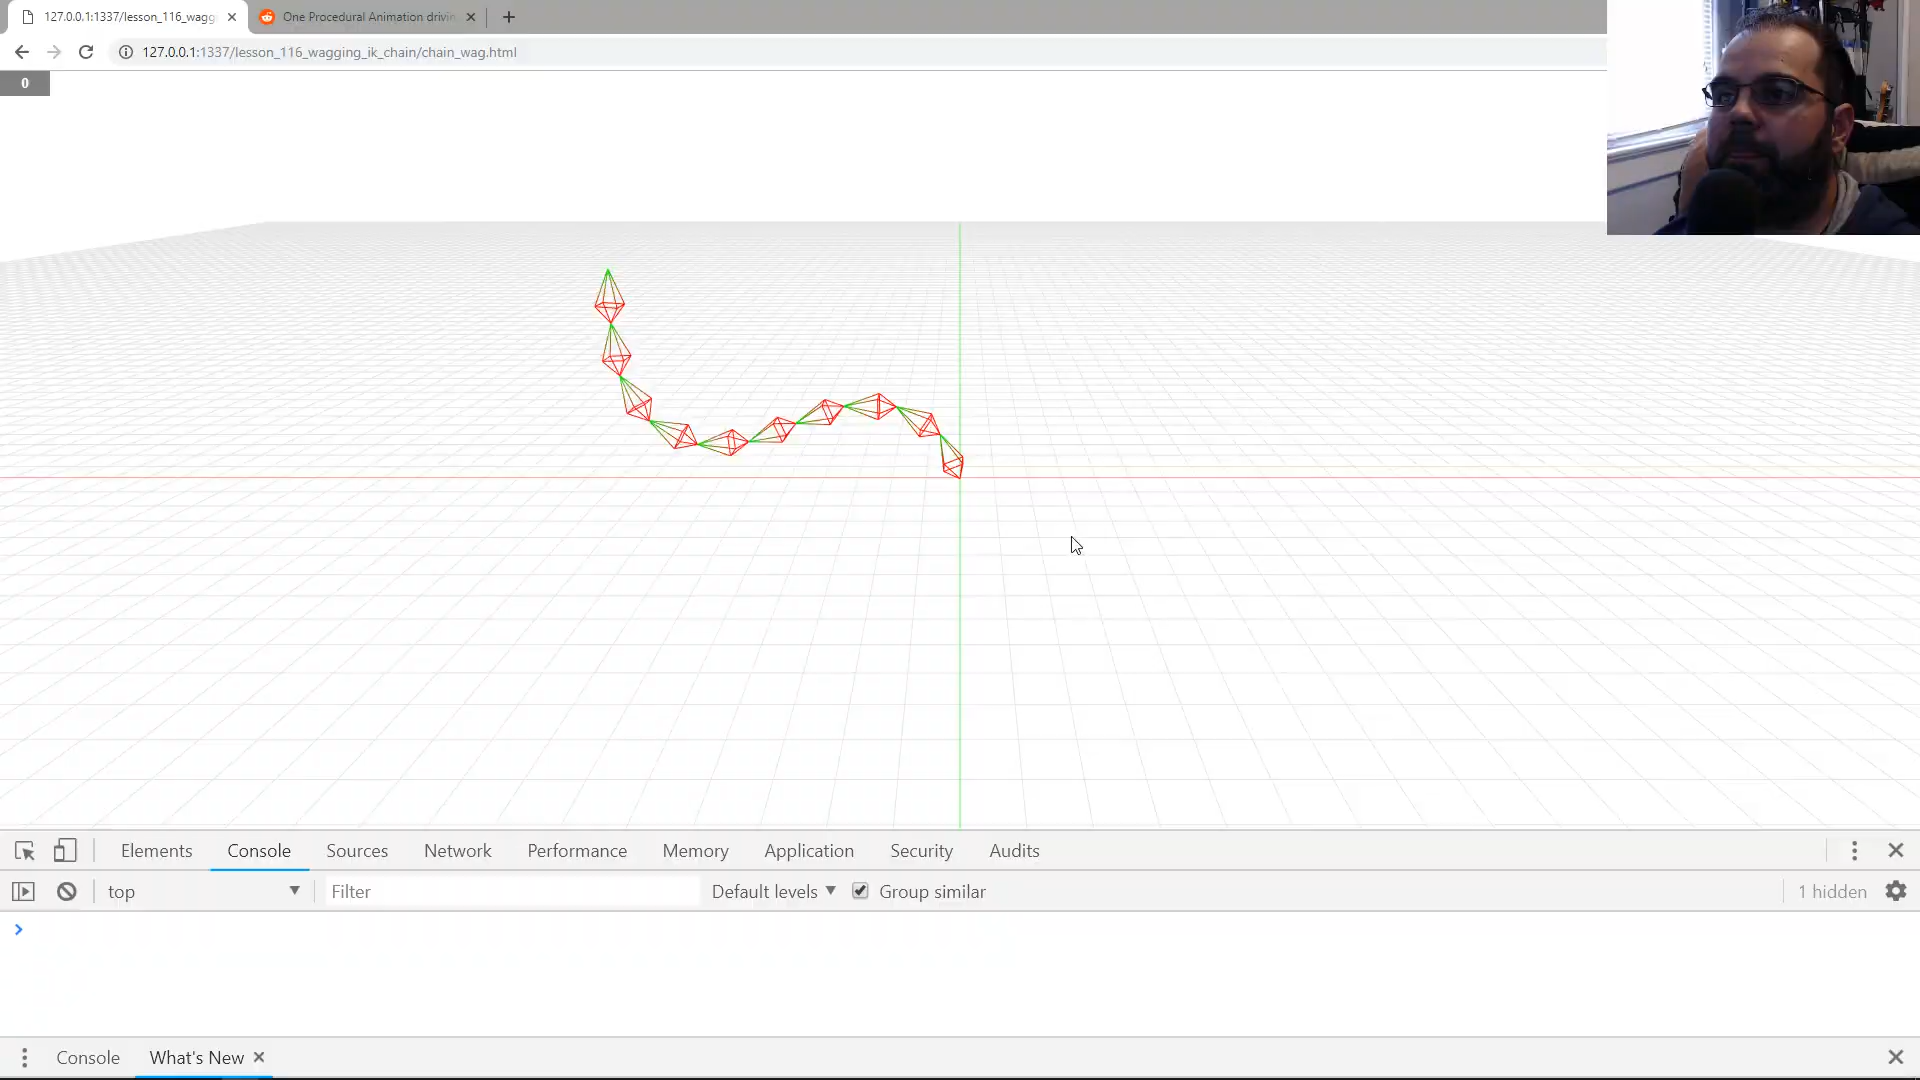 127.0.0.1:1337/lesson_116_wagg
One Procedural Animation drivin
127.0.0.1:1337/lesson_116_wagging_ik_chain/chain_wag.html
0
Elements Console Sources Network Performance Memory Application Security Audits
top Filter Default levels Group similar 1 hidden
Console What's New